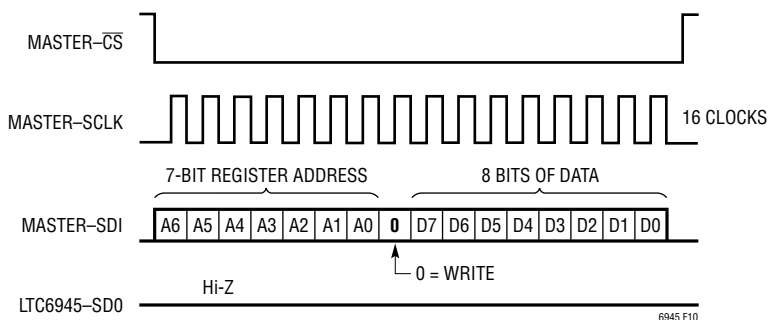 MASTER–C̅S̅
MASTER–SCLK
16 CLOCKS
7-BIT REGISTER ADDRESS
8 BITS OF DATA
MASTER–SDI
A6 A5 A4 A3 A2 A1 A0 0 D7 D6 D5 D4 D3 D2 D1 D0
0 = WRITE
Hi-Z
LTC6945–SD0
6945 F10